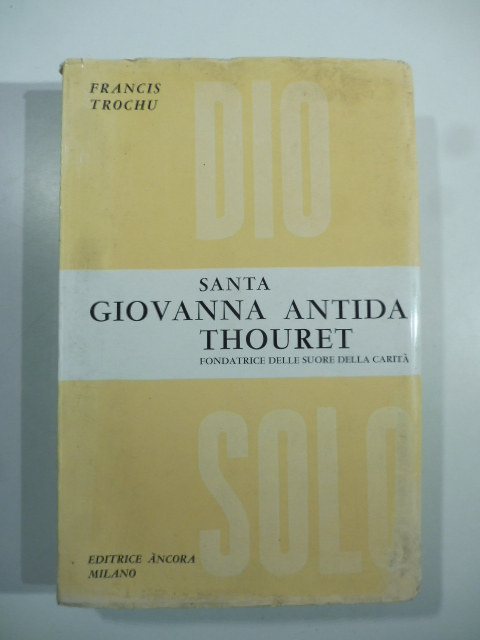 FRANCIS
TROCHU
DIO
SANTA
GIOVANNA ANTIDA
THOURET
FONDATRICE DELLE SUORE DELLA CARITÀ
SOLO
EDITRICE ÀNCORA
MILANO